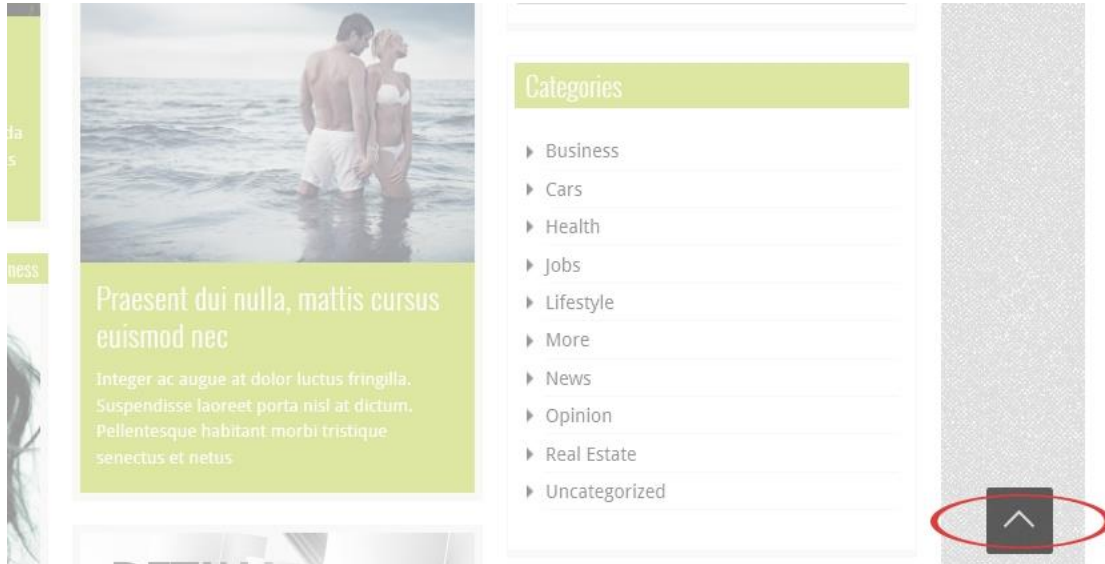 da
s
ness
Praesent dui nulla, mattis cursus
euismod nec
Integer ac augue at dolor luctus fringilla.
Suspendisse laoreet porta nisl at dictum.
Pellentesque habitant morbi tristique
senectus et netus
Categories
Business
Cars
Health
Jobs
Lifestyle
More
News
Opinion
Real Estate
Uncategorized